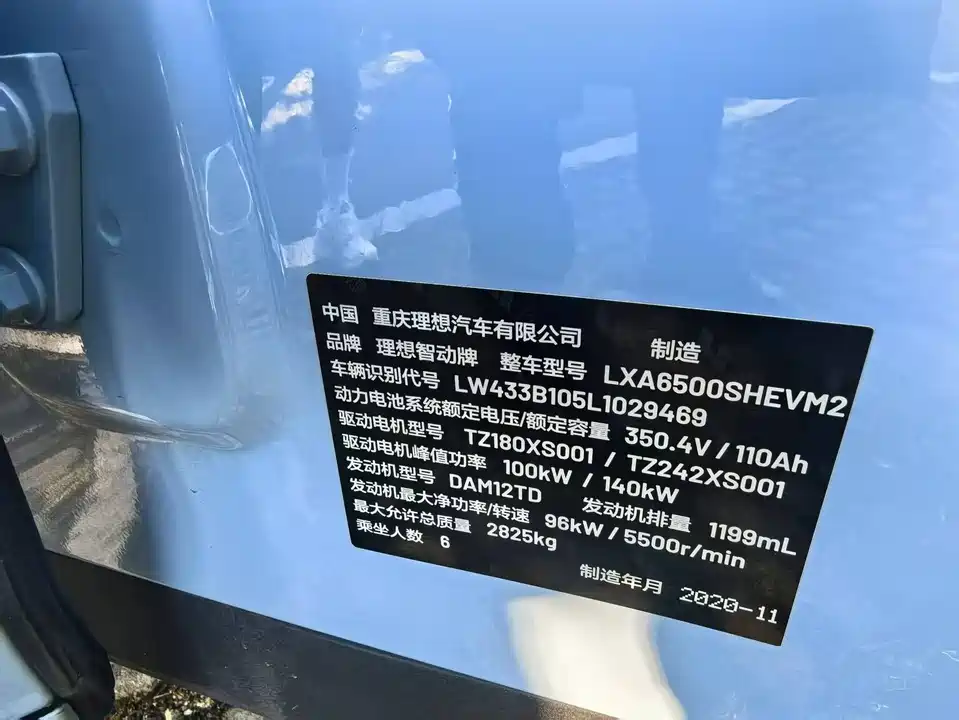 中国 重庆理想汽车有限公司 制造
品牌 理想智动牌 整车型号 LXA6500SHEVM2
车辆识别代号 LW433B105L1029469
动力电池系统额定电压/额定容量 350.4V / 110Ah
驱动电机型号 TZ180XS001 / TZ242XS001
驱动电机峰值功率 100kW / 140kW
发动机型号 DAM12TD 发动机排量 1199mL
发动机最大净功率/转速 96kW / 5500r/min
最大允许总质量 2825kg
乘坐人数 6
制造年月 2020-11